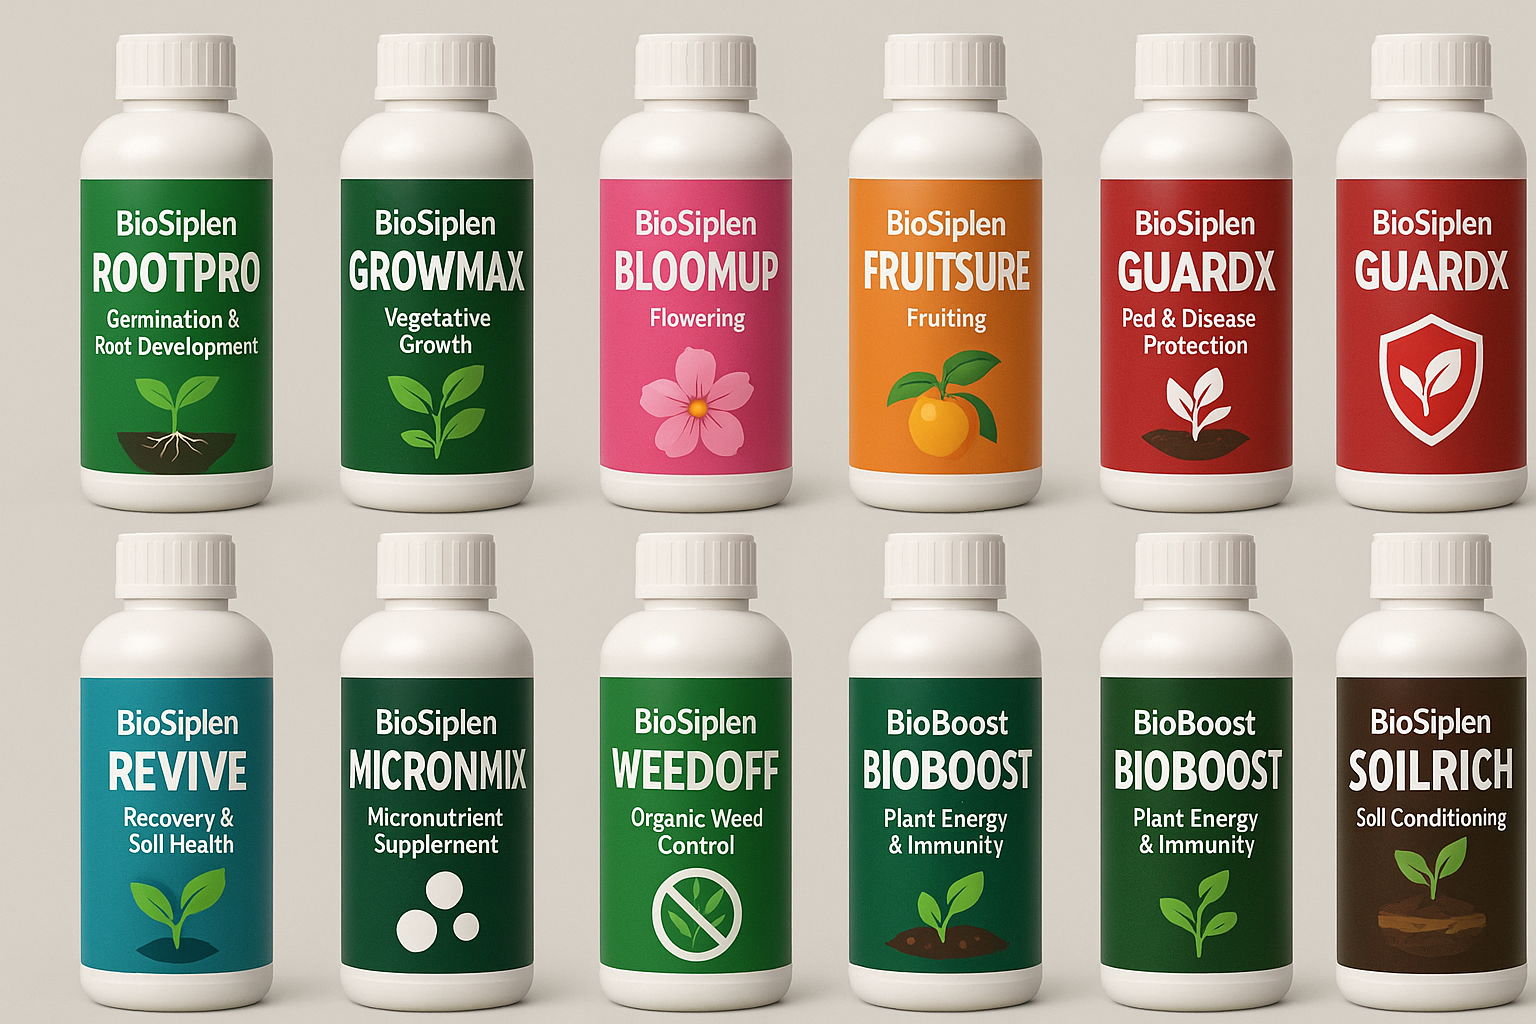 BioSiplen
ROOTPRO
Germination &
Root Development
BioSiplen
GROWMAX
Vegetative
Growth
BioSiplen
BLOOMUP
Flowering
BioSiplen
FRUITSURE
Fruiting
BioSiplen
GUARDX
Ped & Disease
Protection
BioSiplen
GUARDX
BioSiplen
REVIVE
Recovery &
Soll Health
BioSiplen
MICRONMIX
Micronutrient
Supplernent
BioSiplen
WEEDOFF
Organic Weed
Control
BioBoost
BIOBOOST
Plant Energy
& Immunity
BioBoost
BIOBOOST
Plant Energy
& Immunity
BioSiplen
SOILRICH
Soll Conditioning